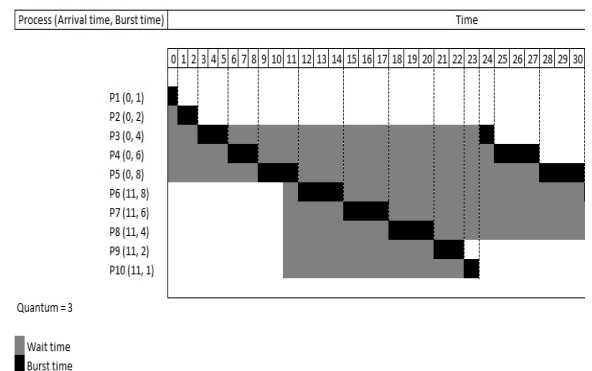 Process (Arrival time, Burst time) Time
0 1 2 3 4 5 6 7 8 9 10 11 12 13 14 15 16 17 18 19 20 21 22 23 24 25 26 27 28 29 30
P1 (0, 1)
P2 (0, 2)
P3 (0, 4)
P4 (0, 6)
P5 (0, 8)
P6 (11, 8)
P7 (11, 6)
P8 (11, 4)
P9 (11, 2)
P10 (11, 1)
Quantum = 3
Wait time
Burst time